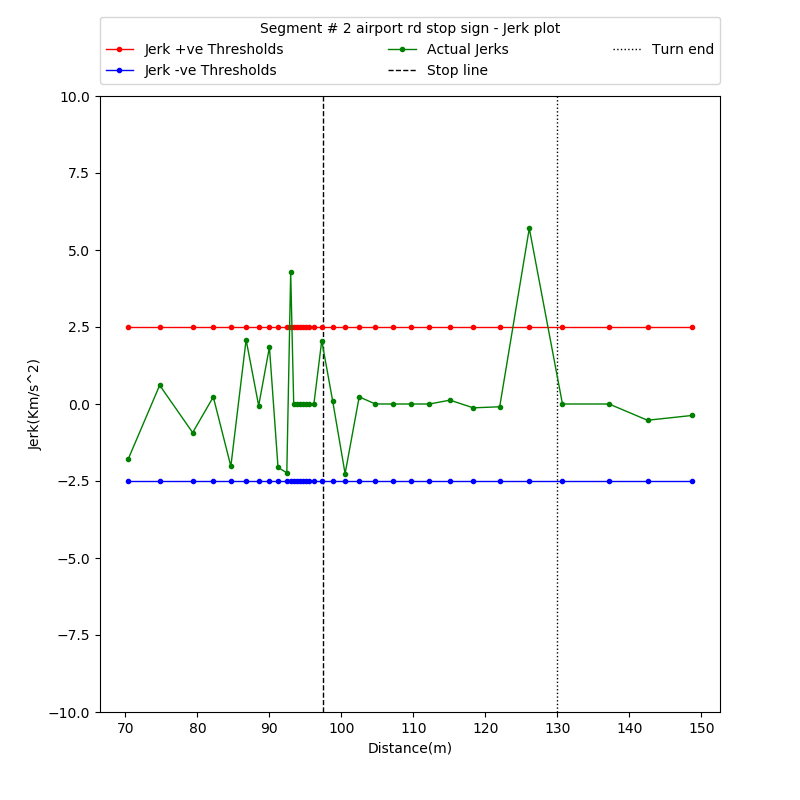 Segment # 2 airport rd stop sign - Jerk plot
Jerk +ve Thresholds
Jerk -ve Thresholds
Actual Jerks
Stop line
Turn end
10.0
7.5
5.0
2.5
0.0
−2.5
−5.0
−7.5
−10.0
Jerk(Km/s^2)
70 80 90 100 110 120 130 140 150
Distance(m)